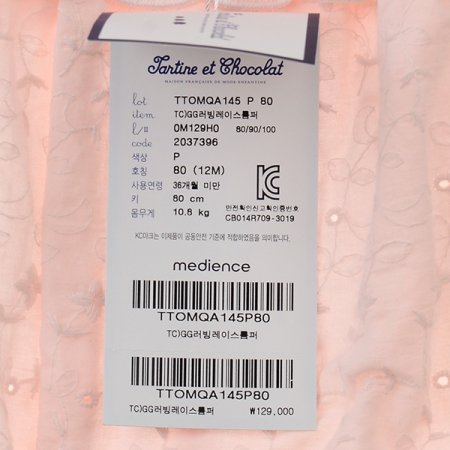 Tartine et Chocolat
MAISON FRANÇAISE DE MODE ENFANTINE
lot TTOMQA145 P 80
item TC)GG러빙레이스롬퍼
0M129H0 80/90/100
code 2037396
색상 P
호칭 80 (12M)
사용연령 36개월 미만
키 80 cm
몸무게 10.8 kg
안전확인신고확인증번호
CB014R709-3019
KC마크는 이제품이 공통안전 기준에 적합하였음을 의미합니다.
medience
TTOMQA145P80
TC)GG러빙레이스롬퍼
TTOMQA145P80
TC)GG러빙레이스롬퍼 ₩129,000